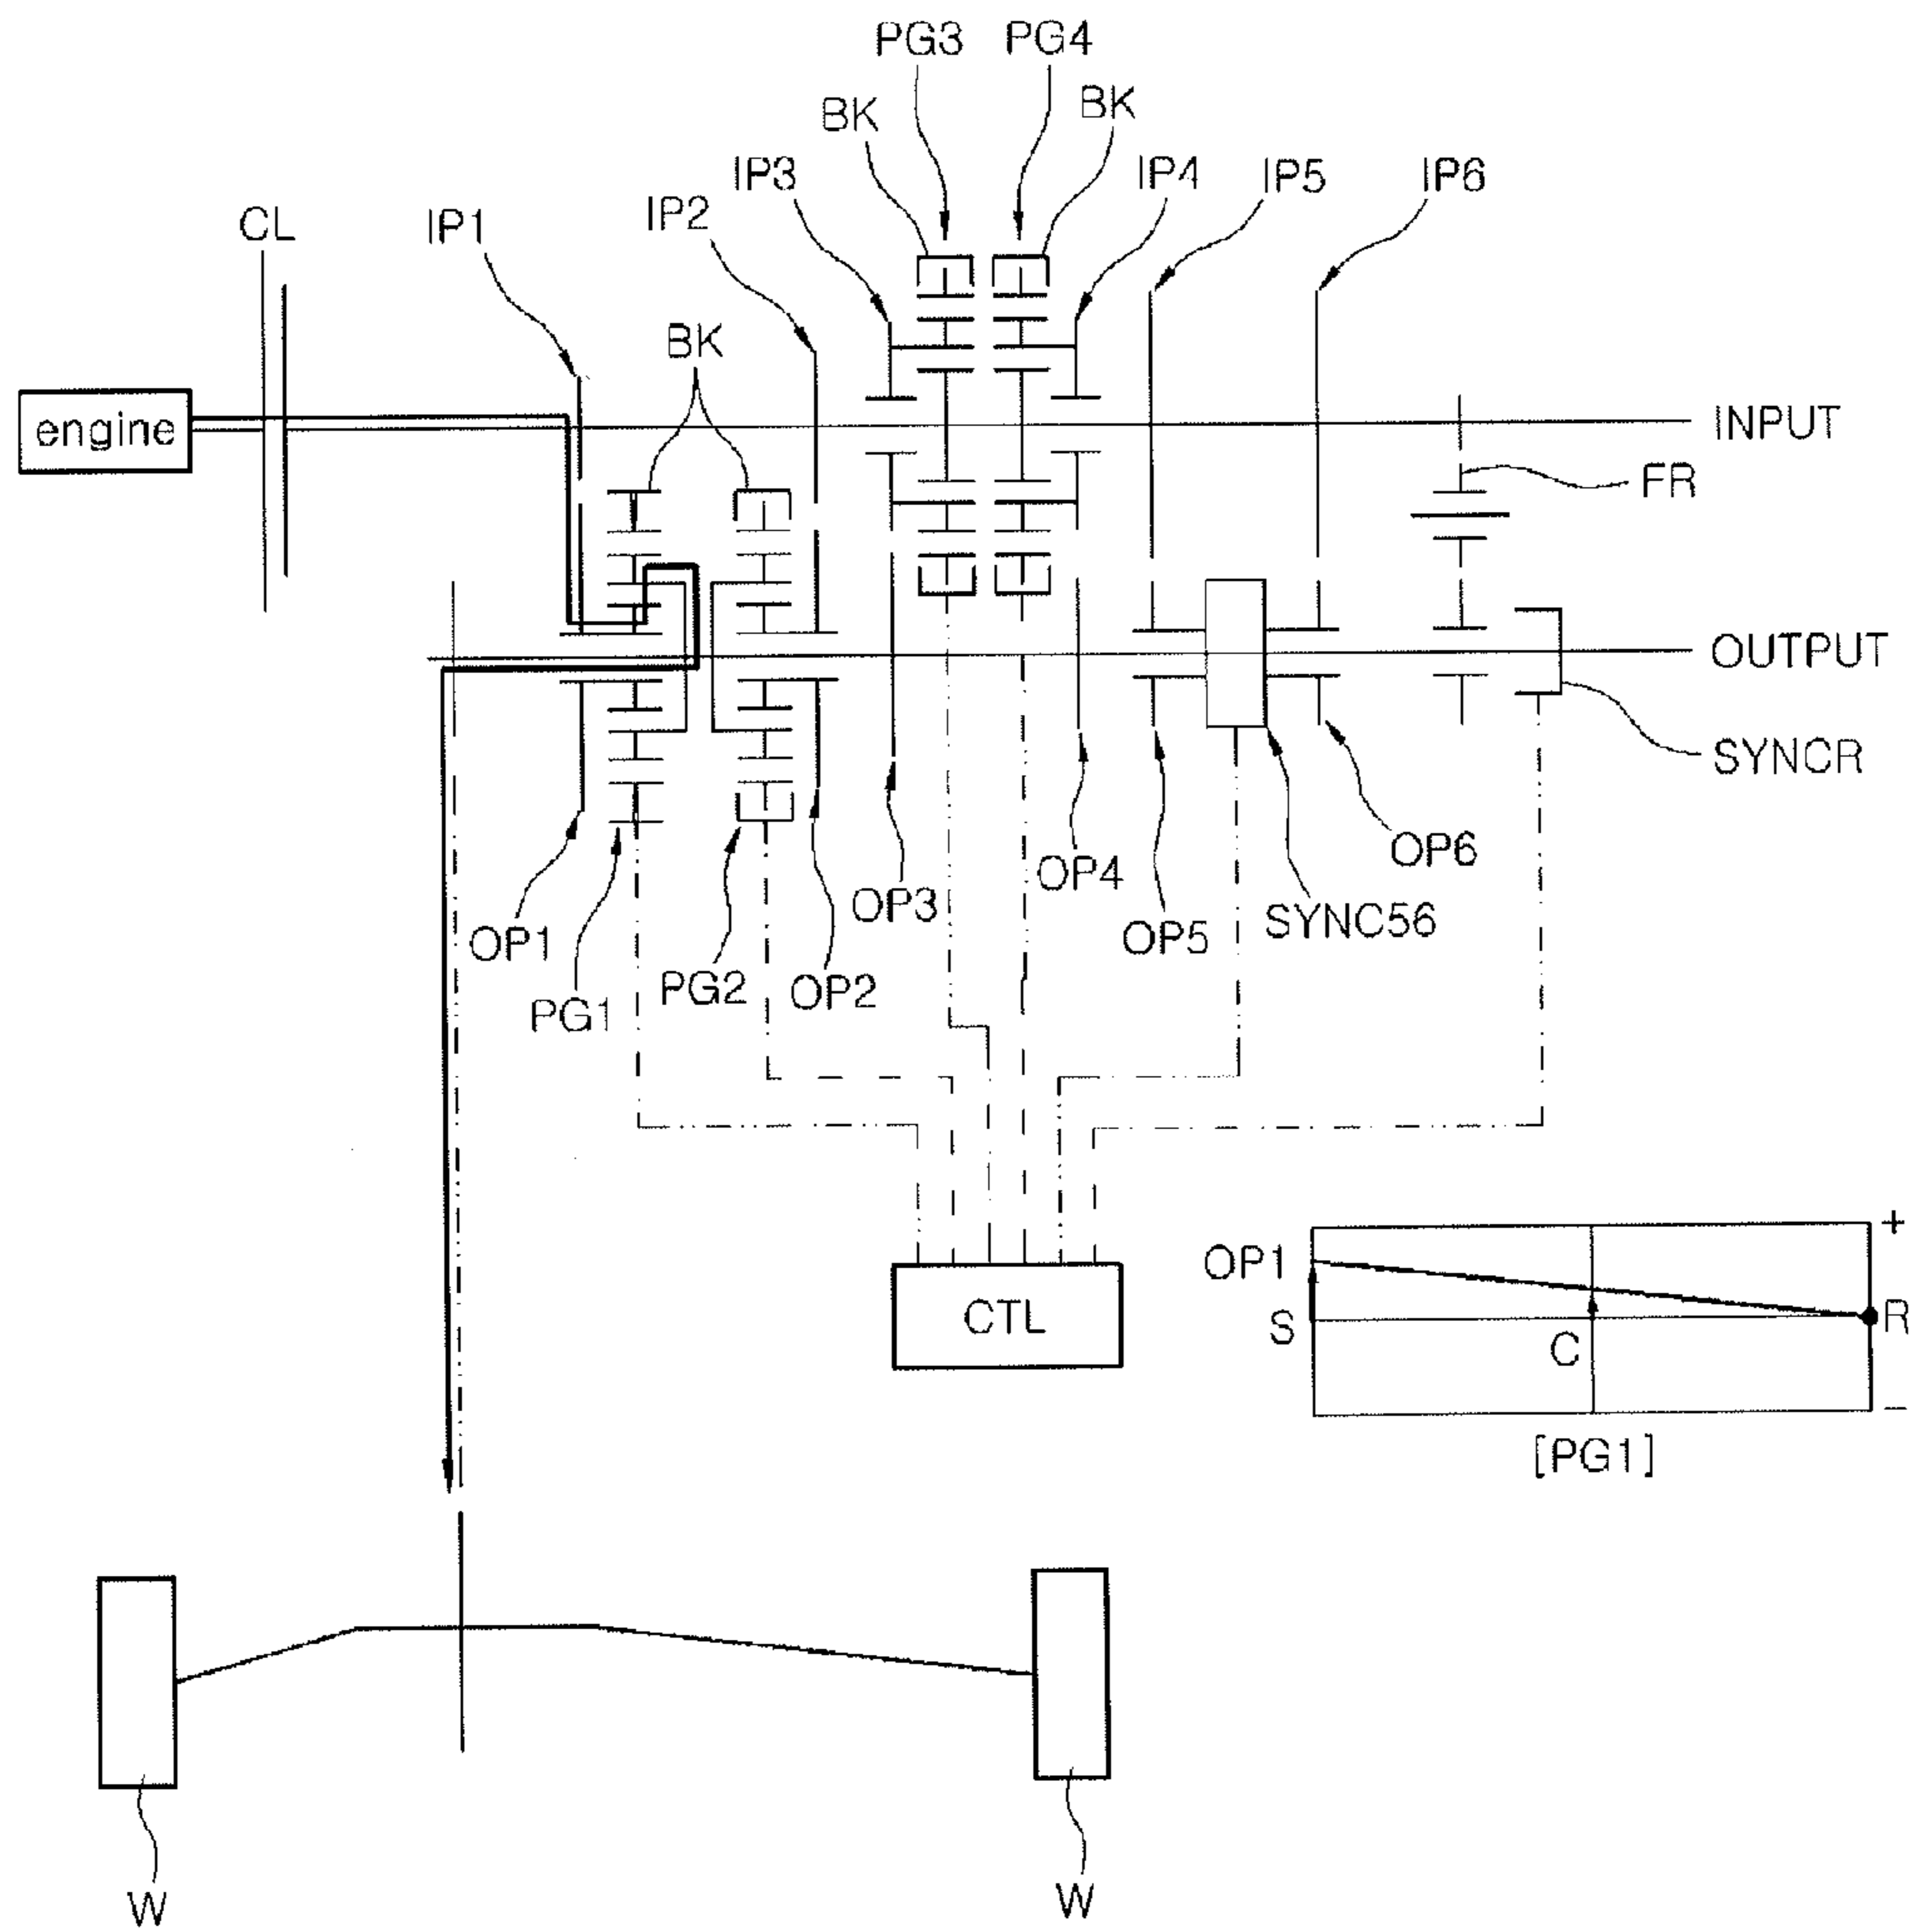 PG3 PG4
BK BK
IP3 IP4 IP5 IP6
CL IP1 IP2
BK
engine
INPUT
FR
OUTPUT
SYNCR
OP1 PG1 PG2 OP2 OP3 OP4 OP5 SYNC56 OP6
CTL
OP1 +
S C R
−
[PG1]
W W